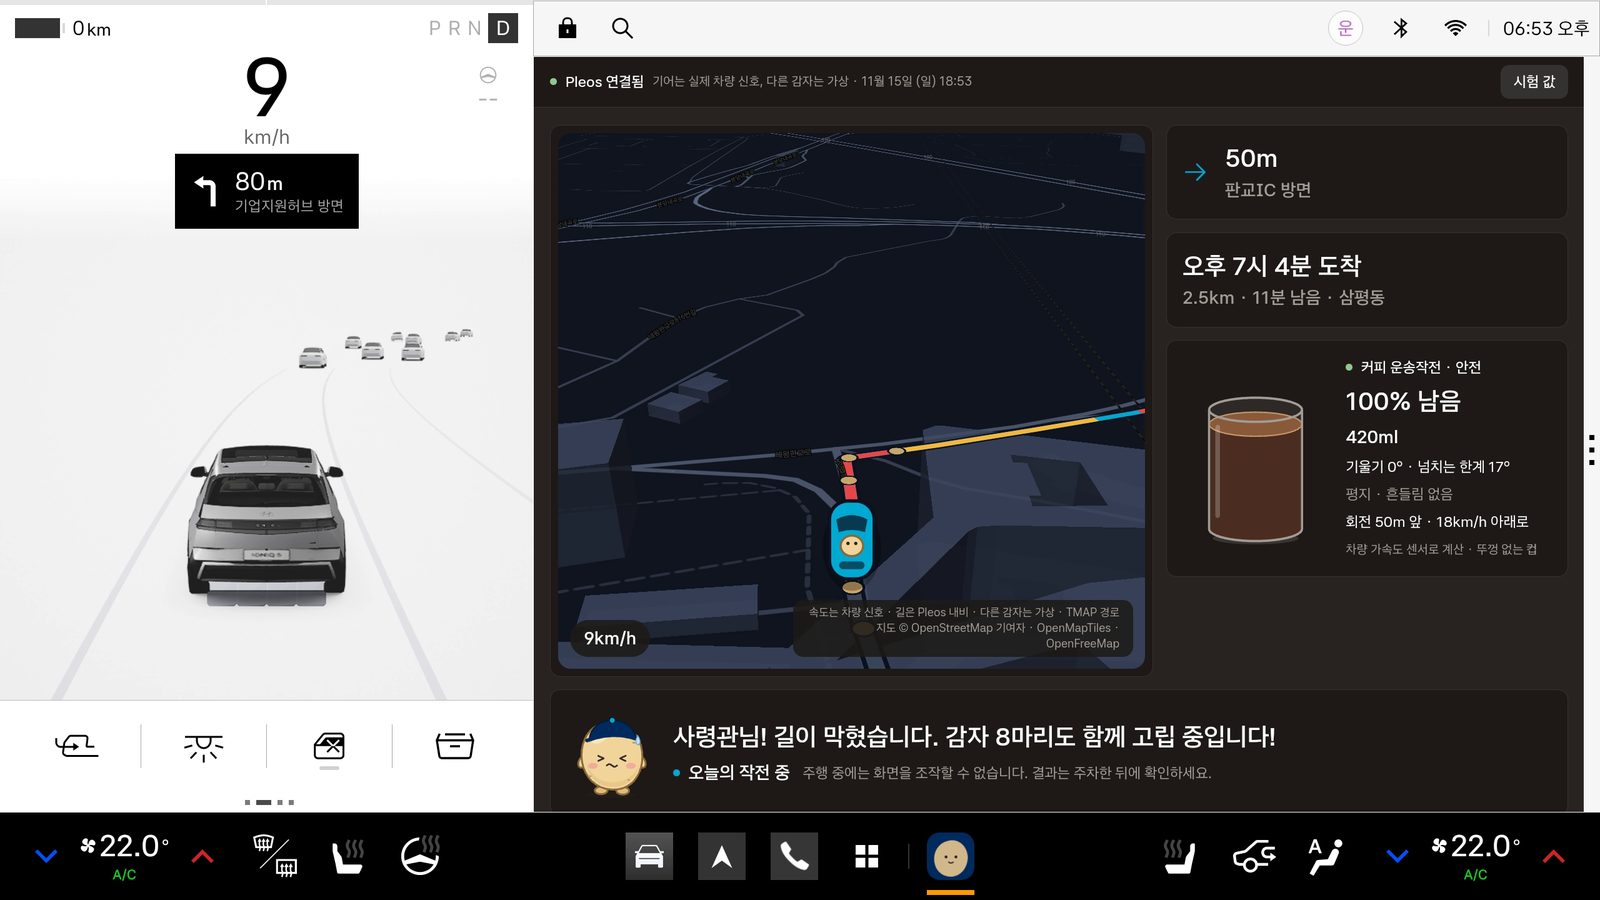 0km
P R N D
9
km/h
80m
기업지원허브 방면
IONIQ 5
운
06:53 오후
Pleos 연결됨 기어는 실제 차량 신호, 다른 감자는 가상 · 11월 15일 (일) 18:53
시험 값
50m
판교IC 방면
오후 7시 4분 도착
2.5km · 11분 남음 · 삼평동
커피 운송작전 · 안전
100% 남음
420ml
기울기 0° · 넘치는 한계 17°
평지 · 흔들림 없음
회전 50m 앞 · 18km/h 아래로
차량 가속도 센서로 계산 · 뚜껑 없는 컵
9km/h
속도는 차량 신호 · 길은 Pleos 내비 · 다른 감자는 가상 · TMAP 경로
지도 © OpenStreetMap 기여자 · OpenMapTiles ·
OpenFreeMap
사령관님! 길이 막혔습니다. 감자 8마리도 함께 고립 중입니다!
오늘의 작전 중 주행 중에는 화면을 조작할 수 없습니다. 결과는 주차한 뒤에 확인하세요.
22.0°
A/C
A
22.0°
A/C